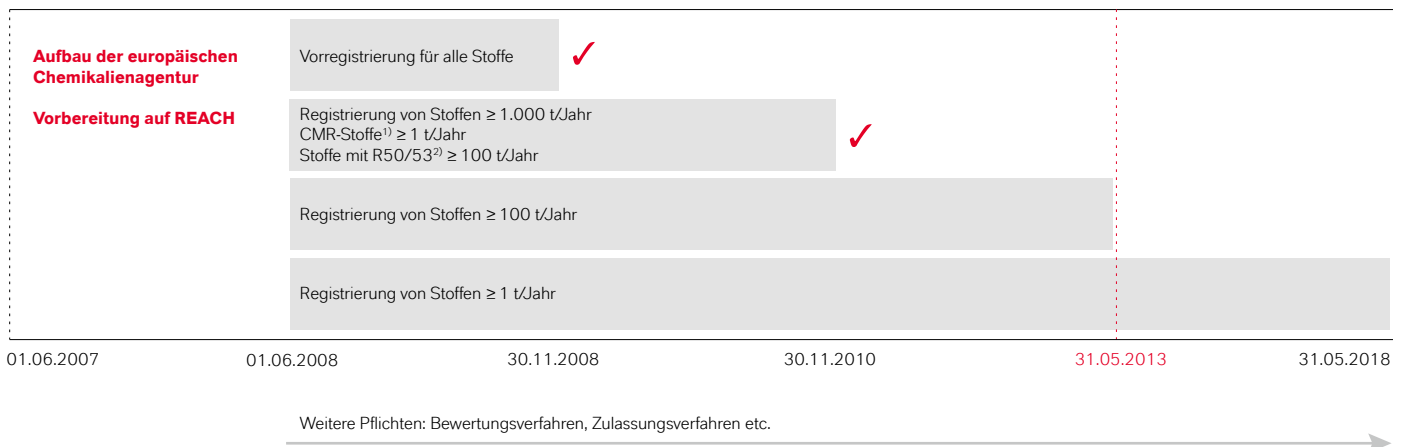 Aufbau der europäischen
Chemikalienagentur
Vorbereitung auf REACH
Vorregistrierung für alle Stoffe
✓
Registrierung von Stoffen ≥ 1.000 t/Jahr
CMR-Stoffe¹⁾ ≥ 1 t/Jahr
Stoffe mit R50/53²⁾ ≥ 100 t/Jahr
✓
Registrierung von Stoffen ≥ 100 t/Jahr
Registrierung von Stoffen ≥ 1 t/Jahr
01.06.2007 01.06.2008 30.11.2008 30.11.2010 31.05.2013 31.05.2018
Weitere Pflichten: Bewertungsverfahren, Zulassungsverfahren etc.